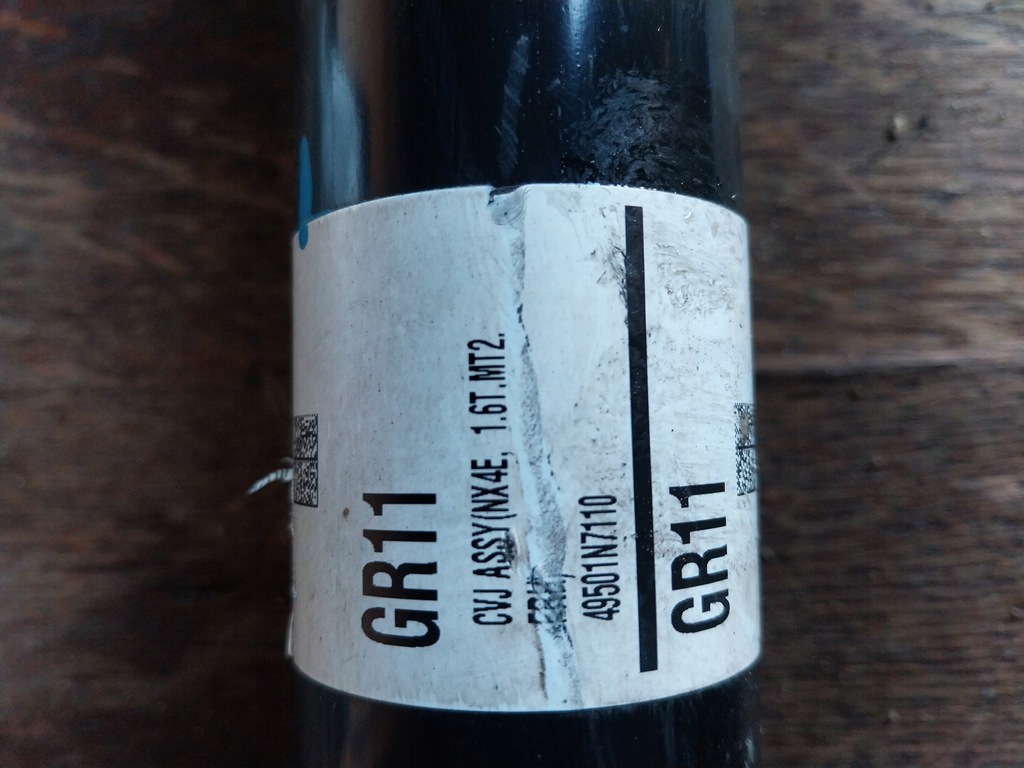 GR11
CVJ ASSY(NX4E, 1.6T.MT2.
49501N7110
GR11